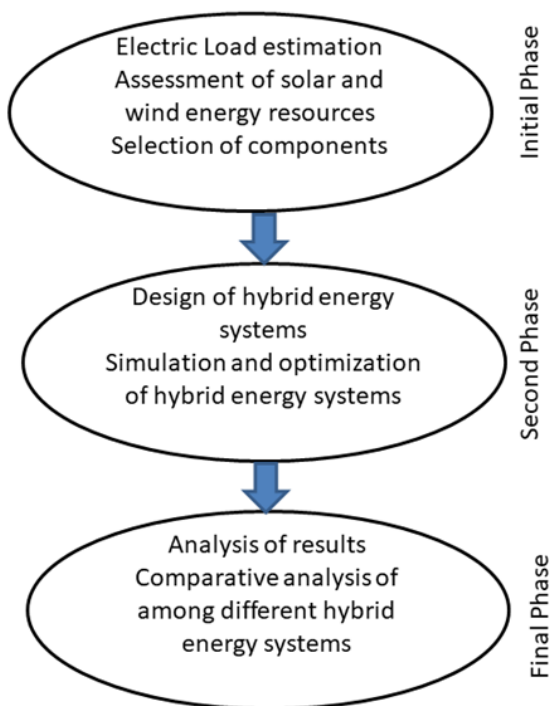 Electric Load estimation
Assessment of solar and
wind energy resources
Selection of components
Initial Phase
Design of hybrid energy
systems
Simulation and optimization
of hybrid energy systems
Second Phase
Analysis of results
Comparative analysis of
among different hybrid
energy systems
Final Phase